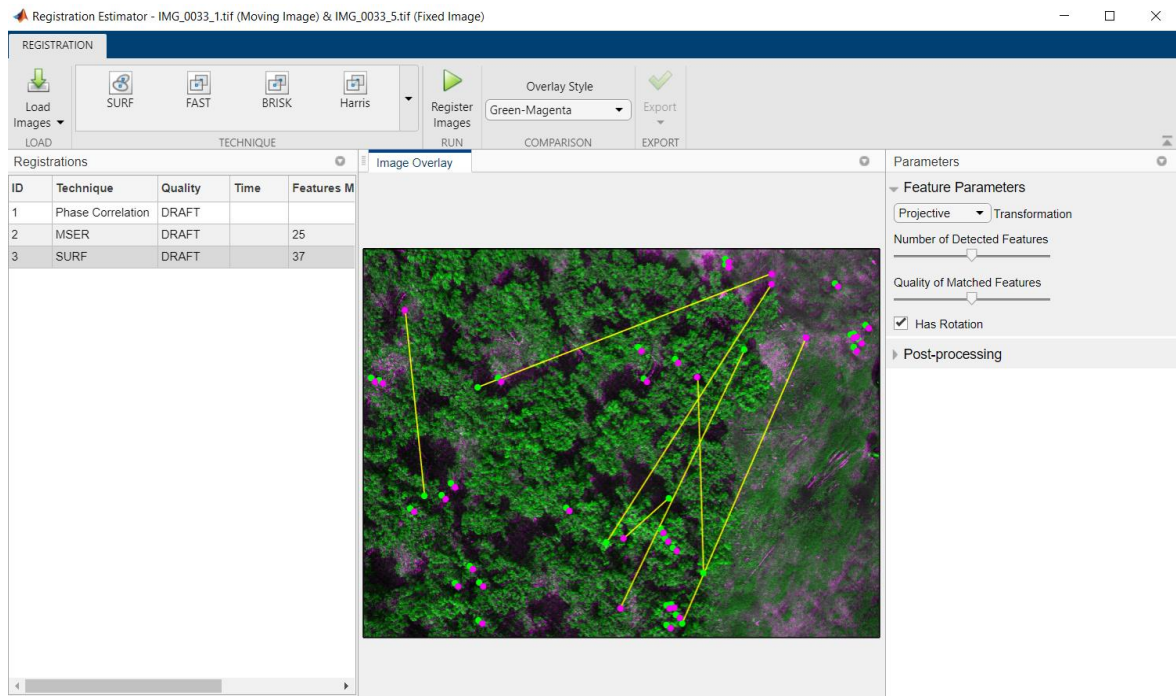 Registration Estimator - IMG_0033_1.tif (Moving Image) & IMG_0033_5.tif (Fixed Image)
REGISTRATION
Load Images
SURF
FAST
BRISK
Harris
Register Images
Overlay Style
Green-Magenta
Export
LOAD
TECHNIQUE
RUN
COMPARISON
EXPORT
Registrations
ID Technique Quality Time Features M
1 Phase Correlation DRAFT
2 MSER DRAFT 25
3 SURF DRAFT 37
Image Overlay
Parameters
Feature Parameters
Projective Transformation
Number of Detected Features
Quality of Matched Features
Has Rotation
Post-processing